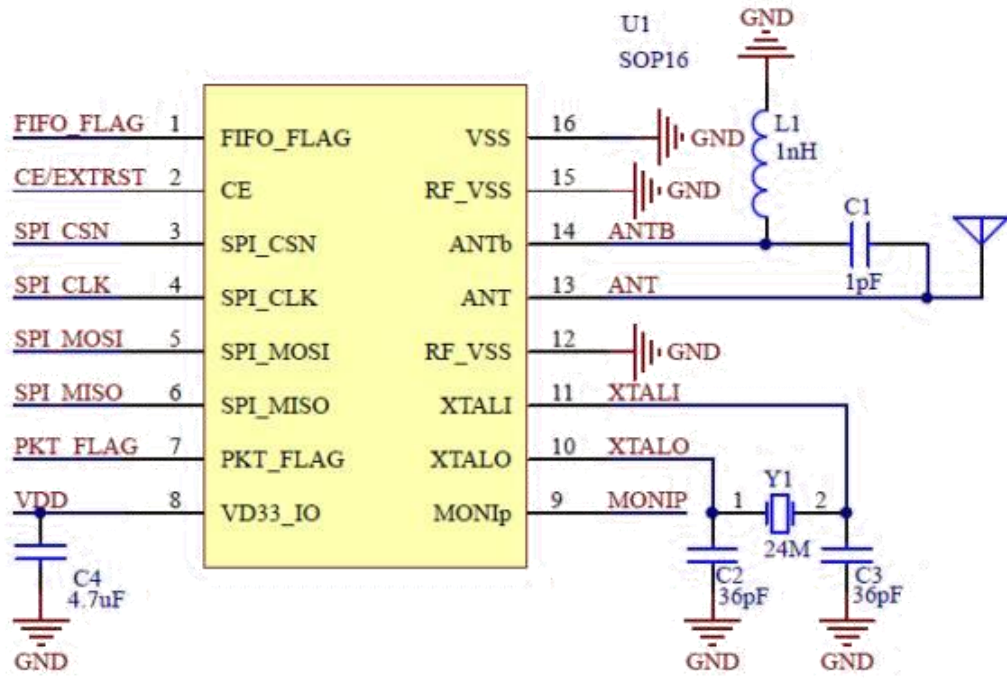 U1
SOP16
GND
FIFO_FLAG 1 FIFO_FLAG VSS 16 GND
L1
1nH
CE/EXTRST 2 CE RF_VSS 15 GND
SPI_CSN 3 SPI_CSN ANTb 14 ANTB
C1
1pF
SPI_CLK 4 SPI_CLK ANT 13 ANT
SPI_MOSI 5 SPI_MOSI RF_VSS 12 GND
SPI_MISO 6 SPI_MISO XTALI 11 XTALI
PKT_FLAG 7 PKT_FLAG XTALO 10 XTALO
VDD 8 VD33_IO MONIp 9 MONIP
1 Y1 2
24M
C4
4.7uF
C2
36pF
C3
36pF
GND
GND
GND